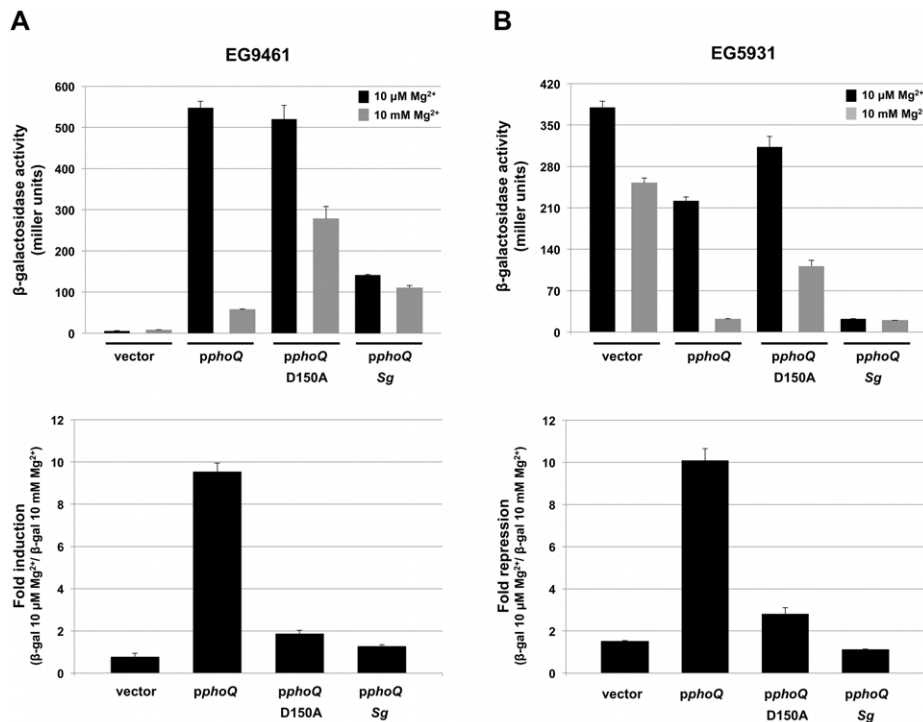 A
EG9461
β-galactosidase activity
(miller units)
600
500
400
300
200
100
0
10 µM Mg²⁺
10 mM Mg²⁺
vector
pphoQ
pphoQ
D150A
pphoQ
Sg
B
EG5931
β-galactosidase activity
(miller units)
420
350
280
210
140
70
0
10 µM Mg²⁺
10 mM Mg²
vector
pphoQ
pphoQ
D150A
pphoQ
Sg
Fold induction
(β-gal 10 µM Mg²⁺/ β-gal 10 mM Mg²⁺)
12
10
8
6
4
2
0
vector
pphoQ
pphoQ
D150A
pphoQ
Sg
Fold repression
(β-gal 10 µM Mg²⁺/ β-gal 10 mM Mg²⁺)
12
10
8
6
4
2
0
vector
pphoQ
pphoQ
D150A
pphoQ
Sg